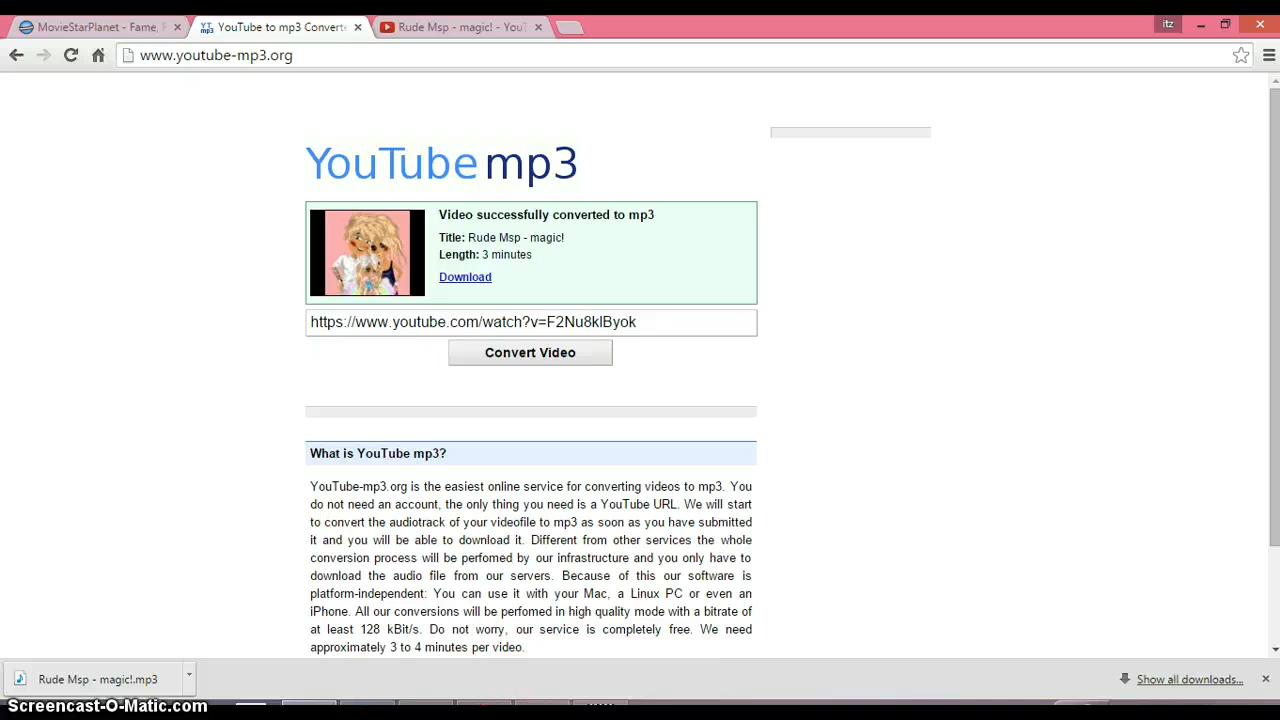 MovieStarPlanet - Fame, F
YouTube to mp3 Converte
Rude Msp - magic! - YouT
itz
www.youtube-mp3.org
YouTube mp3
Video successfully converted to mp3
Title: Rude Msp - magic!
Length: 3 minutes
Download
https://www.youtube.com/watch?v=F2Nu8klByok
Convert Video
What is YouTube mp3?
YouTube-mp3.org is the easiest online service for converting videos to mp3. You
do not need an account, the only thing you need is a YouTube URL. We will start
to convert the audiotrack of your videofile to mp3 as soon as you have submitted
it and you will be able to download it. Different from other services the whole
conversion process will be perfomed by our infrastructure and you only have to
download the audio file from our servers. Because of this our software is
platform-independent: You can use it with your Mac, a Linux PC or even an
iPhone. All our conversions will be perfomed in high quality mode with a bitrate of
at least 128 kBit/s. Do not worry, our service is completely free. We need
approximately 3 to 4 minutes per video.
Rude Msp - magic!.mp3
Show all downloads...
Screencast-O-Matic.com